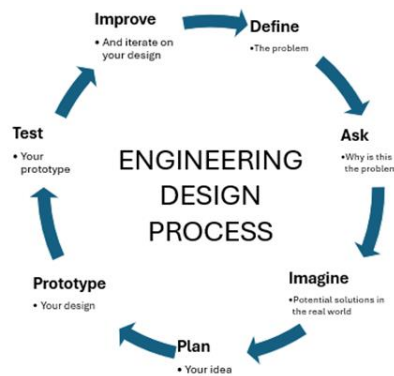 Improve
• And iterate on
your design
Define
•The problem
Ask
•Why is this
the problem
Imagine
•Potential solutions in
the real world
Plan
• Your idea
Prototype
• Your design
Test
• Your
prototype
ENGINEERING
DESIGN
PROCESS